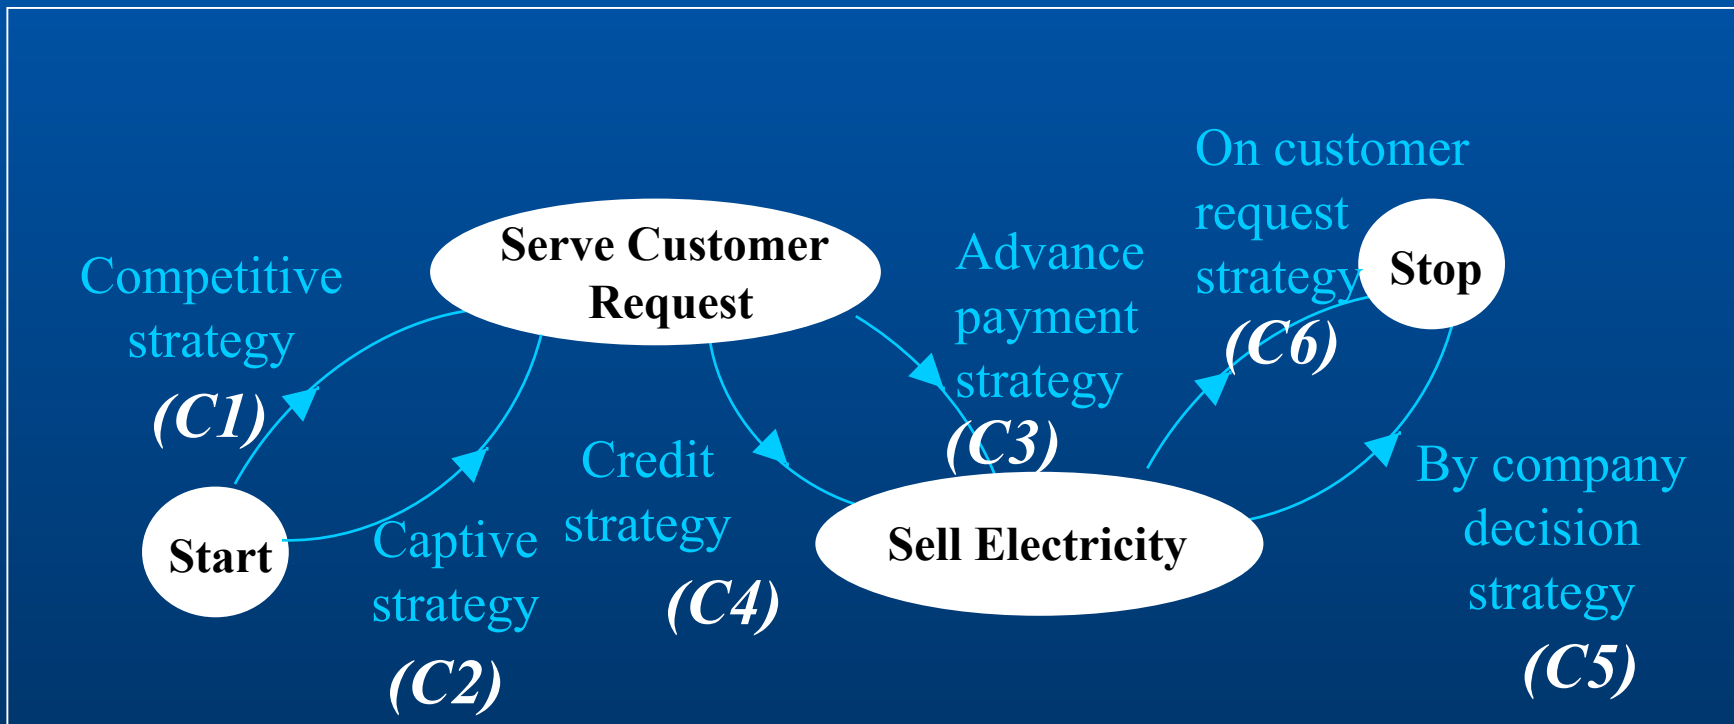 Competitive
strategy
(C1)
Start
Captive
strategy
(C2)
Serve Customer
Request
Credit
strategy
(C4)
Advance
payment
strategy
(C3)
Sell Electricity
On customer
request
strategy
(C6)
Stop
By company
decision
strategy
(C5)